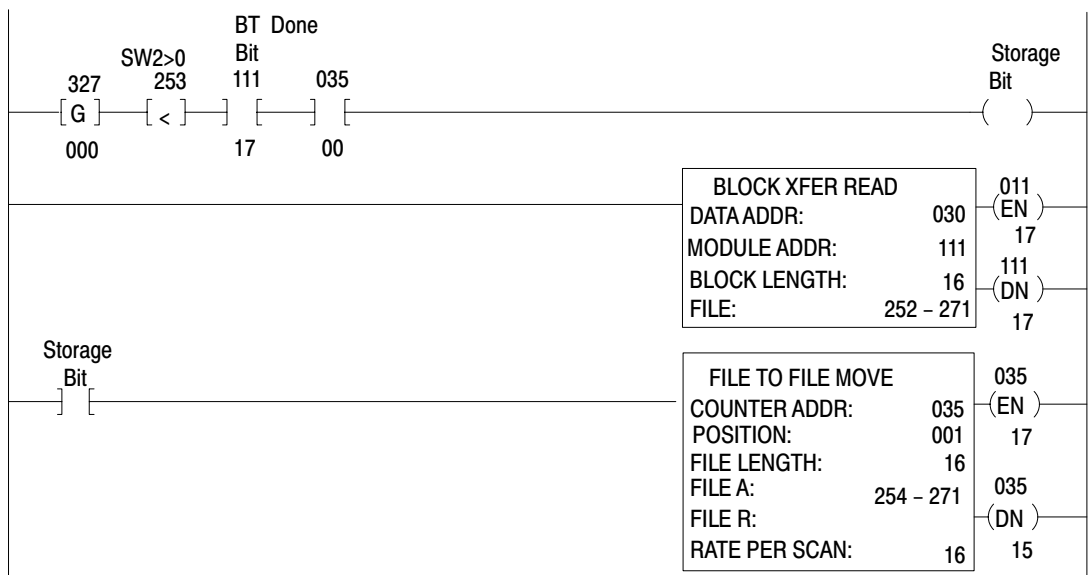 BT Done
SW2>0 Bit
327 253 111 035
Storage
Bit
G <
000 17 00
BLOCK XFER READ
DATA ADDR: 030
MODULE ADDR: 111
BLOCK LENGTH: 16
FILE: 252 – 271
011
EN
17
111
DN
17
Storage
Bit
FILE TO FILE MOVE
COUNTER ADDR: 035
POSITION: 001
FILE LENGTH: 16
FILE A: 254 – 271
FILE R:
RATE PER SCAN: 16
035
EN
17
035
DN
15